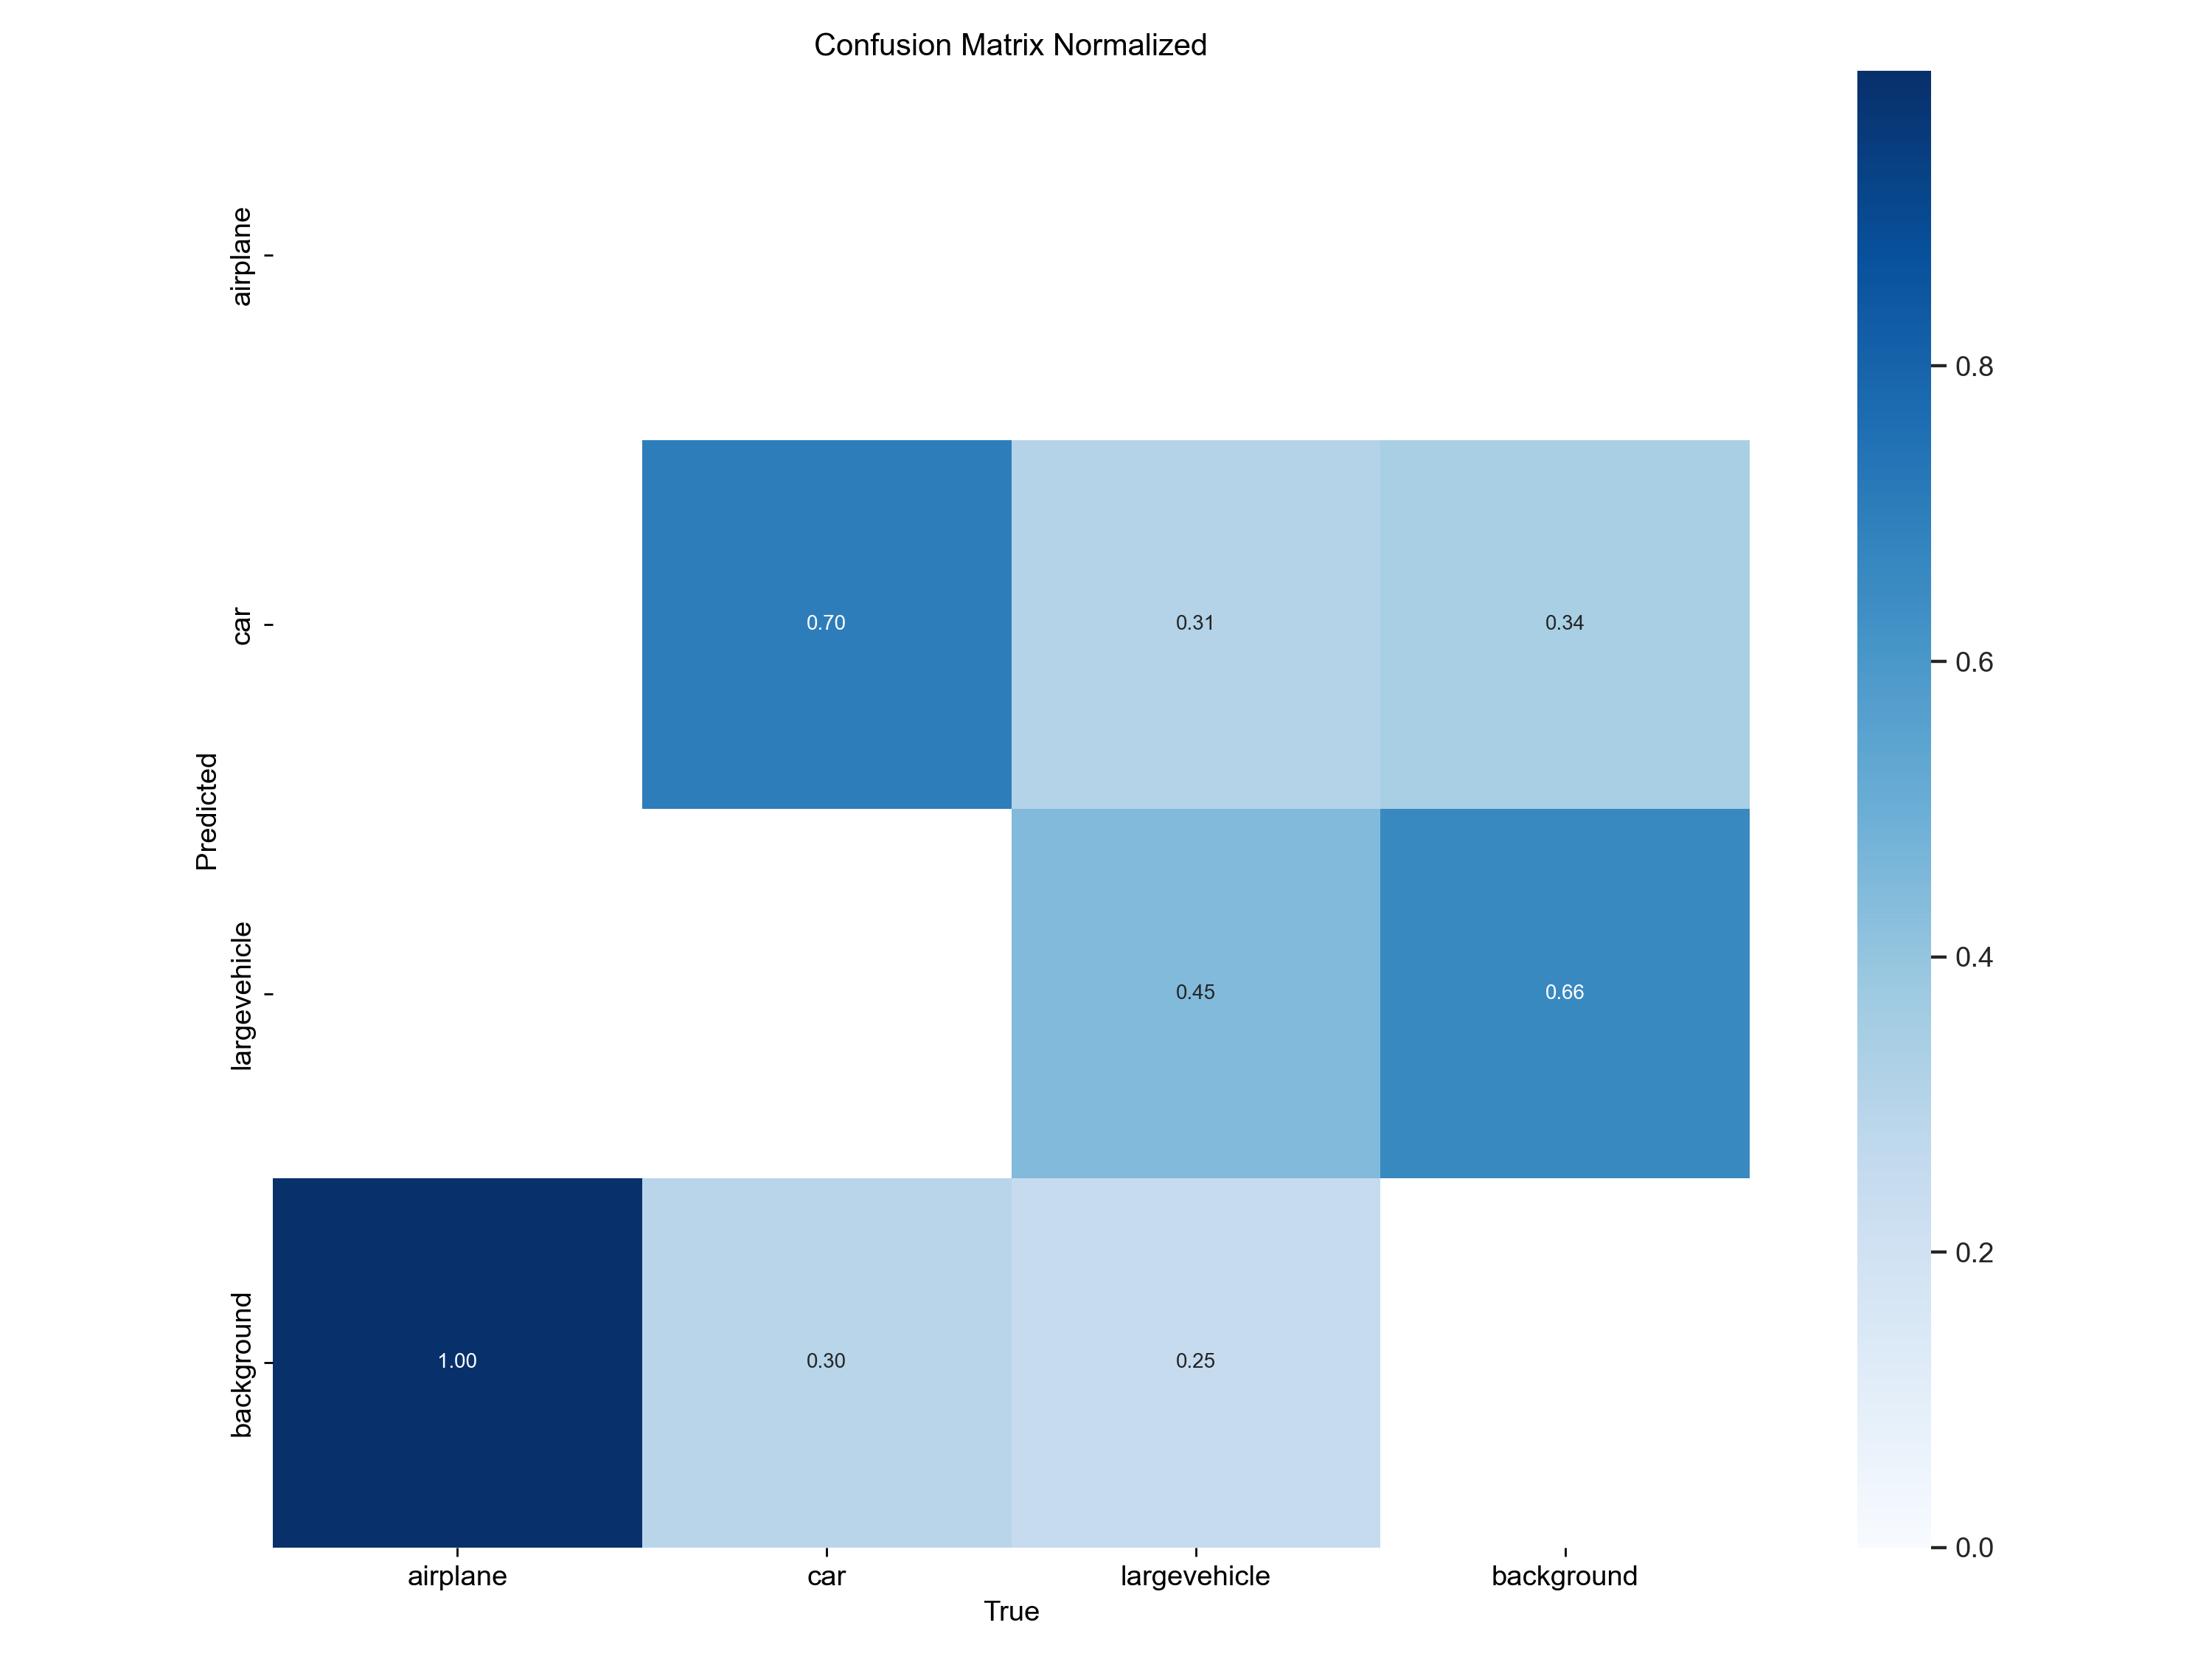 Confusion Matrix Normalized
airplane
car
0.70
0.31
0.34
largevehicle
0.45
0.66
background
1.00
0.30
0.25
Predicted
airplane
car
largevehicle
background
True
0.8
0.6
0.4
0.2
0.0